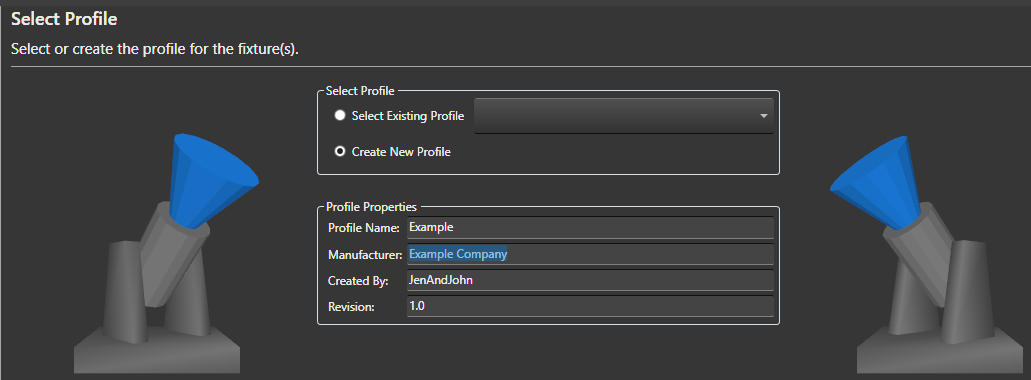 Select Profile
Select or create the profile for the fixture(s).
Select Profile
Select Existing Profile
Create New Profile
Profile Properties
Profile Name: Example
Manufacturer: Example Company
Created By: JenAndJohn
Revision: 1.0